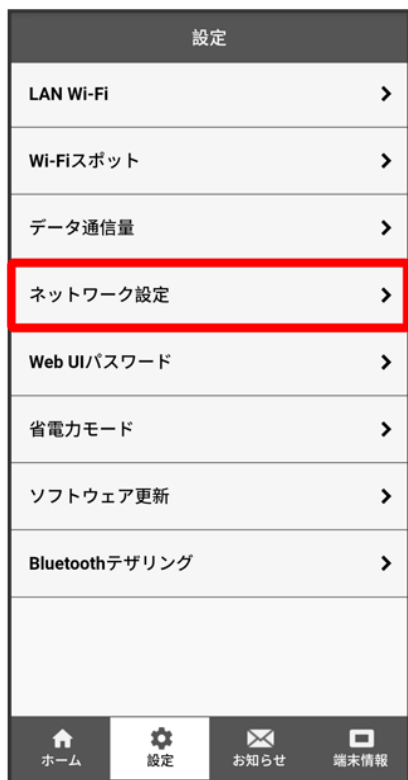 設定
LAN Wi-Fi
Wi-Fiスポット
データ通信量
ネットワーク設定
Web UIパスワード
省電力モード
ソフトウェア更新
Bluetoothテザリング
ホーム
設定
お知らせ
端末情報